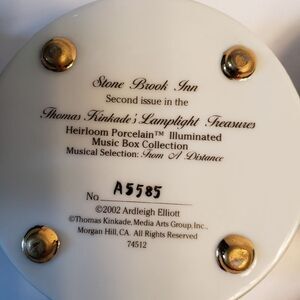 Stone Brook Inn
Second issue in the
Thomas Kinkade's Lamplight Treasures
Heirloom Porcelain™ Illuminated
Music Box Collection
Musical Selection: From A Distance
No. A5585
©2002 Ardleigh Elliott
©Thomas Kinkade, Media Arts Group, Inc.,
Morgan Hill, CA. All Rights Reserved
74512